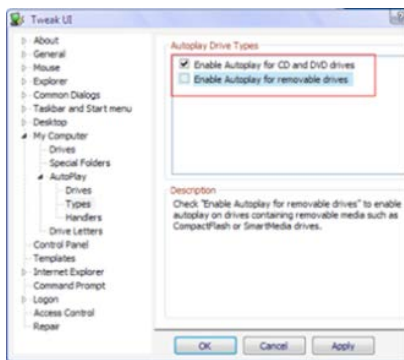 Tweak UI
About
General
Mouse
Explorer
Common Dialogs
Taskbar and Start menu
Desktop
My Computer
Drives
Special Folders
AutoPlay
Drives
Types
Handlers
Drive Letters
Control Panel
Templates
Internet Explorer
Command Prompt
Logon
Access Control
Repair
Autoplay Drive Types
Enable Autoplay for CD and DVD drives
Enable Autoplay for removable drives
Description
Check "Enable Autoplay for removable drives" to enable
autoplay on drives containing removable media such as
CompactFlash or SmartMedia drives.
OK
Cancel
Apply